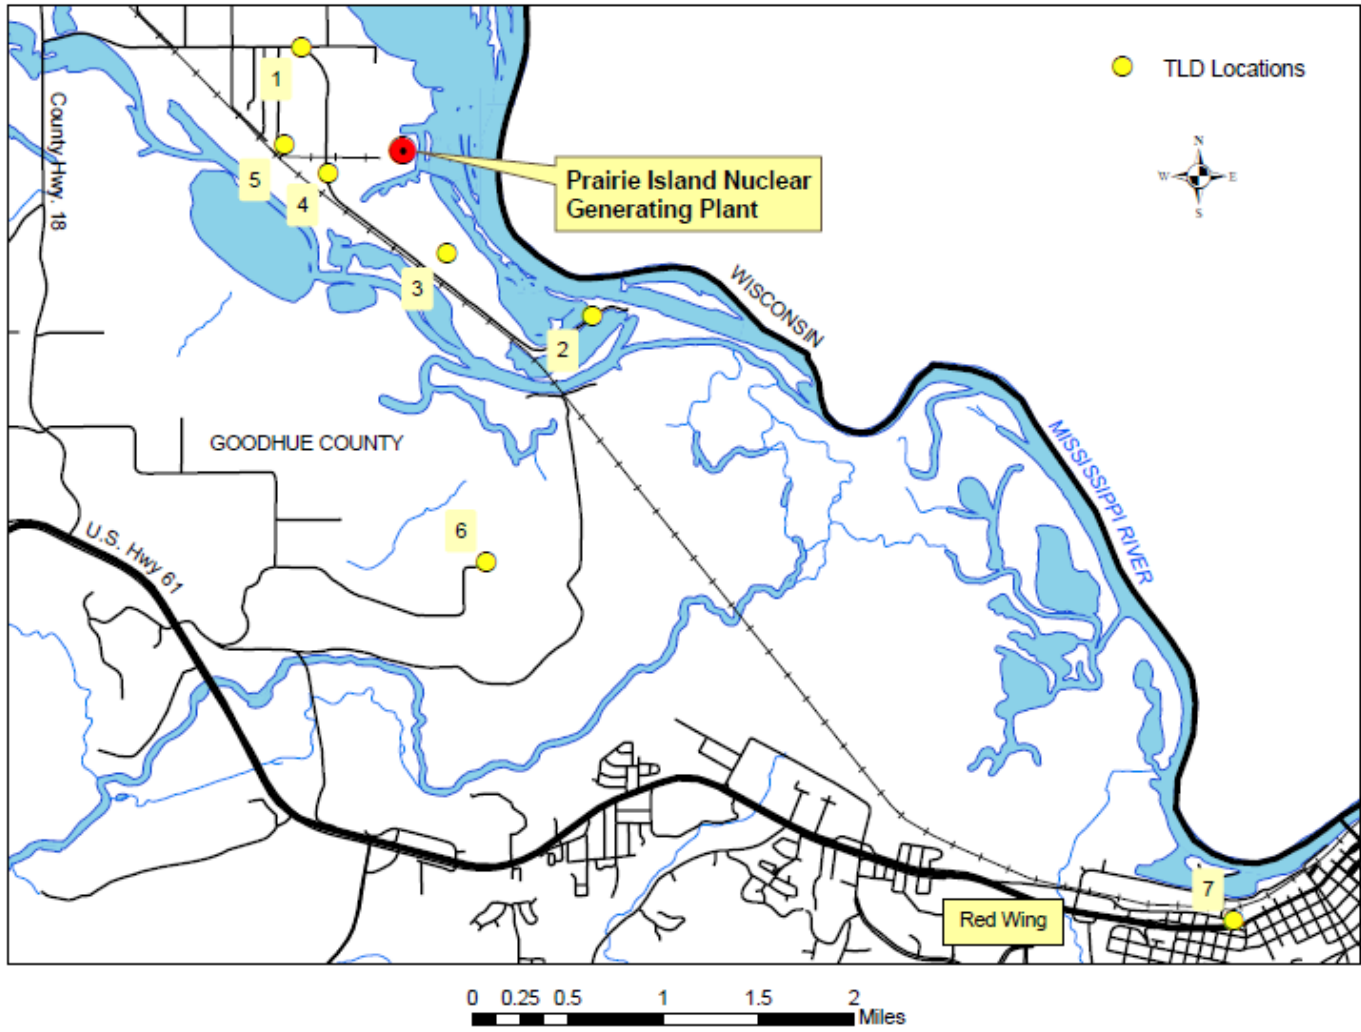 1
TLD Locations
County Hwy. 18
N
W
E
S
5
4
Prairie Island Nuclear
Generating Plant
3
WISCONSIN
2
GOODHUE COUNTY
MISSISSIPPI RIVER
6
U.S. Hwy 61
7
Red Wing
0 0.25 0.5 1 1.5 2
Miles